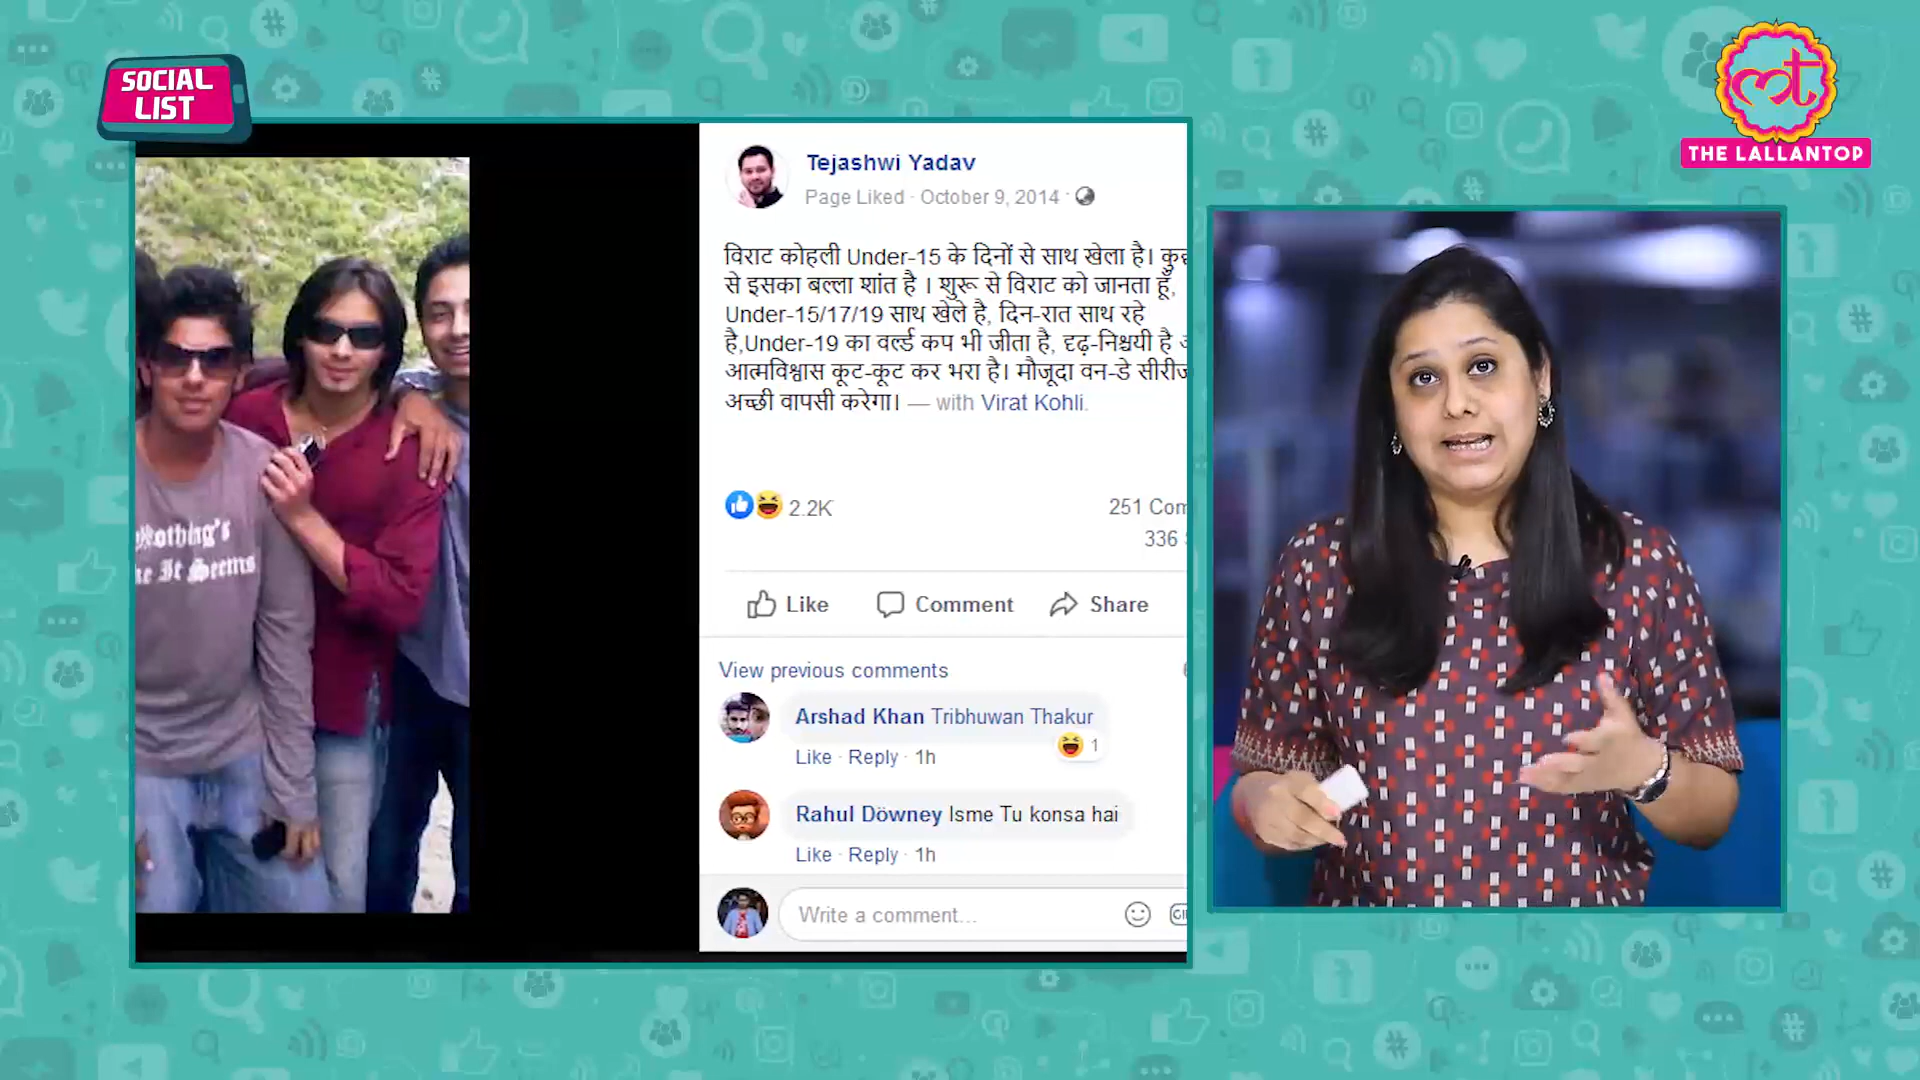 SOCIAL
LIST
THE LALLANTOP
Nothing's
It Seems
Tejashwi Yadav
Page Liked · October 9, 2014 ·
विराट कोहली Under-15 के दिनों से साथ खेला है।
से इसका बल्ला शांत है । शुरू से विराट को जानता हूँ,
Under-15/17/19 साथ खेले है, दिन-रात साथ रहे
है,Under-19 का वर्ल्ड कप भी जीता है, दृढ़-निश्चयी है
आत्मविश्वास कूट-कूट कर भरा है। मौजूदा वन-डे सीरीज
अच्छी वापसी करेगा। — with Virat Kohli.
2.2K
251 Com
336
Like Comment Share
View previous comments
Arshad Khan Tribhuwan Thakur
1
Like · Reply · 1h
Rahul Döwney Isme Tu konsa hai
Like · Reply · 1h
Write a comment...